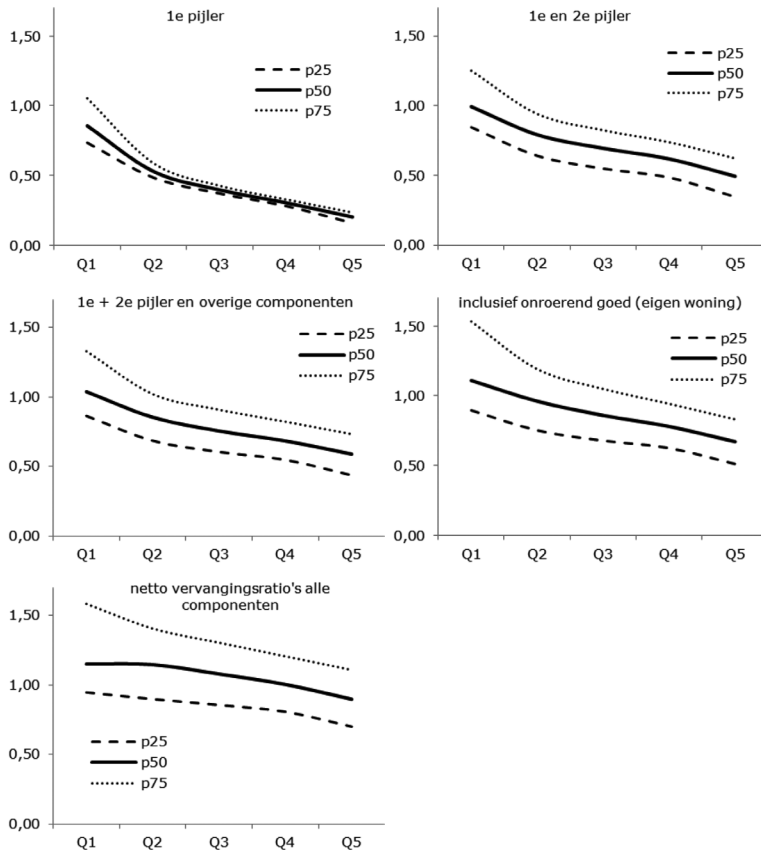 1e pijler
1,50
1,00
0,50
0,00
p25
p50
p75
Q1 Q2 Q3 Q4 Q5
1e en 2e pijler
1,50
1,00
0,50
0,00
p25
p50
p75
Q1 Q2 Q3 Q4 Q5
1e + 2e pijler en overige componenten
1,50
1,00
0,50
0,00
p25
p50
p75
Q1 Q2 Q3 Q4 Q5
inclusief onroerend goed (eigen woning)
1,50
1,00
0,50
0,00
p25
p50
p75
Q1 Q2 Q3 Q4 Q5
netto vervangingsratio's alle
componenten
1,50
1,00
0,50
0,00
p25
p50
p75
Q1 Q2 Q3 Q4 Q5